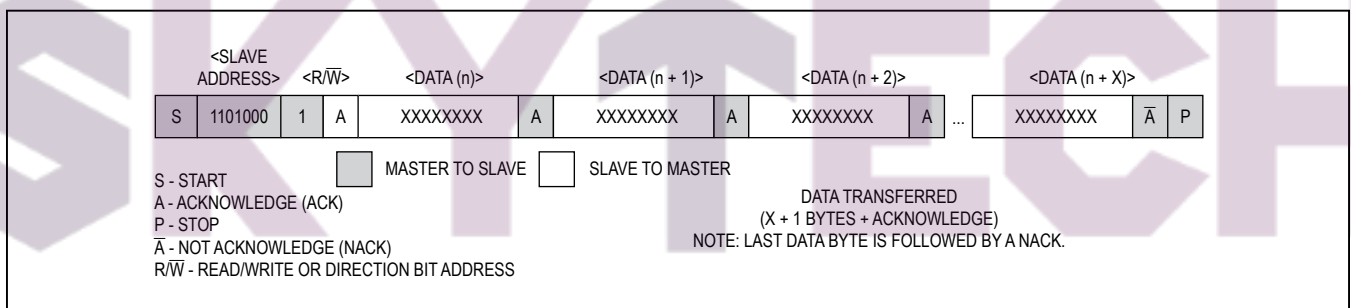 SKYTECH
<SLAVE ADDRESS> <R/W̅> <DATA (n)> <DATA (n + 1)> <DATA (n + 2)> <DATA (n + X)>
S 1101000 1 A XXXXXXXX A XXXXXXXX A XXXXXXXX A ... XXXXXXXX A̅ P
MASTER TO SLAVE SLAVE TO MASTER
S - START
A - ACKNOWLEDGE (ACK)
P - STOP
A̅ - NOT ACKNOWLEDGE (NACK)
R/W̅ - READ/WRITE OR DIRECTION BIT ADDRESS
DATA TRANSFERRED
(X + 1 BYTES + ACKNOWLEDGE)
NOTE: LAST DATA BYTE IS FOLLOWED BY A NACK.